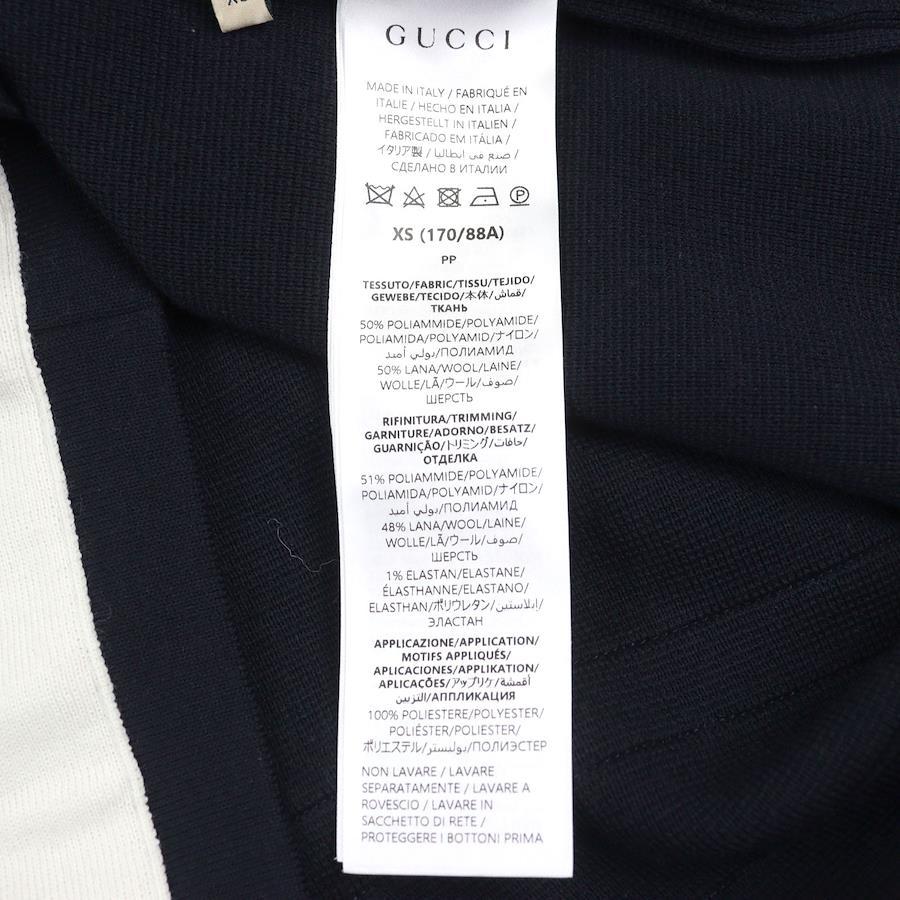 GUCCI
MADE IN ITALY / FABRIQUÉ EN
ITALIE / HECHO EN ITALIA /
HERGESTELLT IN ITALIEN /
FABRICADO EM ITÁLIA /
イタリア製 / صنع في ايطاليا /
СДЕЛАНО В ИТАЛИИ
P
XS (170/88A)
PP
TESSUTO/FABRIC/TISSU/TEJIDO/
GEWEBE/TECIDO/本体/قماش/
ТКАНЬ
50% POLIAMMIDE/POLYAMIDE/
POLIAMIDA/POLYAMID/ナイロン/
بولي أميد/ПОЛИАМИД
50% LANA/WOOL/LAINE/
WOLLE/LÃ/ウール/صوف/
ШЕРСТЬ
RIFINITURA/TRIMMING/
GARNITURE/ADORNO/BESATZ/
GUARNIÇÃO/トリミング/حافات/
ОТДЕЛКА
51% POLIAMMIDE/POLYAMIDE/
POLIAMIDA/POLYAMID/ナイロン/
بولي أميد/ПОЛИАМИД
48% LANA/WOOL/LAINE/
WOLLE/LÃ/ウール/صوف/
ШЕРСТЬ
1% ELASTAN/ELASTANE/
ÉLASTHANNE/ELASTANO/
ELASTHAN/ポリウレタン/إيلاستين/
ЭЛАСТАН
APPLICAZIONE/APPLICATION/
MOTIFS APPLIQUÉS/
APLICACIONES/APPLIKATION/
APLICAÇÕES/アップリケ/أقمشة
التزيين/АППЛИКАЦИЯ
100% POLIESTERE/POLYESTER/
POLIÉSTER/POLIESTER/
ポリエステル/بوليستر/ПОЛИЭСТЕР
NON LAVARE / LAVARE
SEPARATAMENTE / LAVARE A
ROVESCIO / LAVARE IN
SACCHETTO DI RETE /
PROTEGGERE I BOTTONI PRIMA